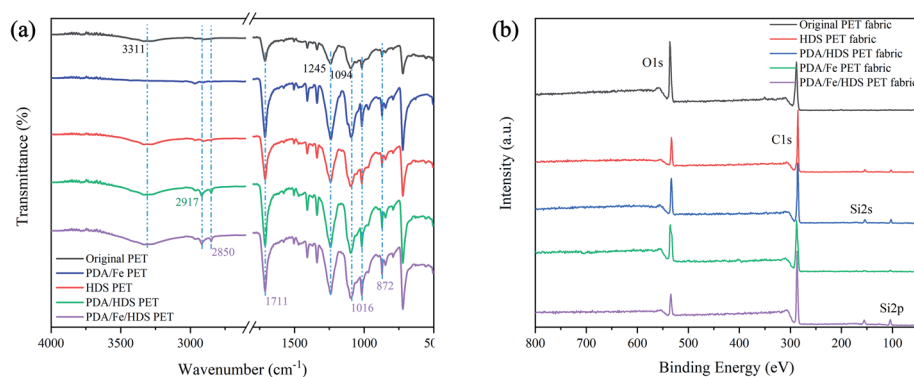 (a)
3311
1245
1094
2917
2850
1711
1016
872
Transmittance (%)
Original PET
PDA/Fe PET
HDS PET
PDA/HDS PET
PDA/Fe/HDS PET
4000 3500 3000 2500 1500 1000 50
Wavenumber (cm⁻¹)
(b)
Original PET fabric
HDS PET fabric
PDA/HDS PET fabric
PDA/Fe PET fabric
PDA/Fe/HDS PET fabric
O1s
C1s
Si2s
Si2p
Intensity (a.u.)
800 700 600 500 400 300 200 100 0
Binding Energy (eV)